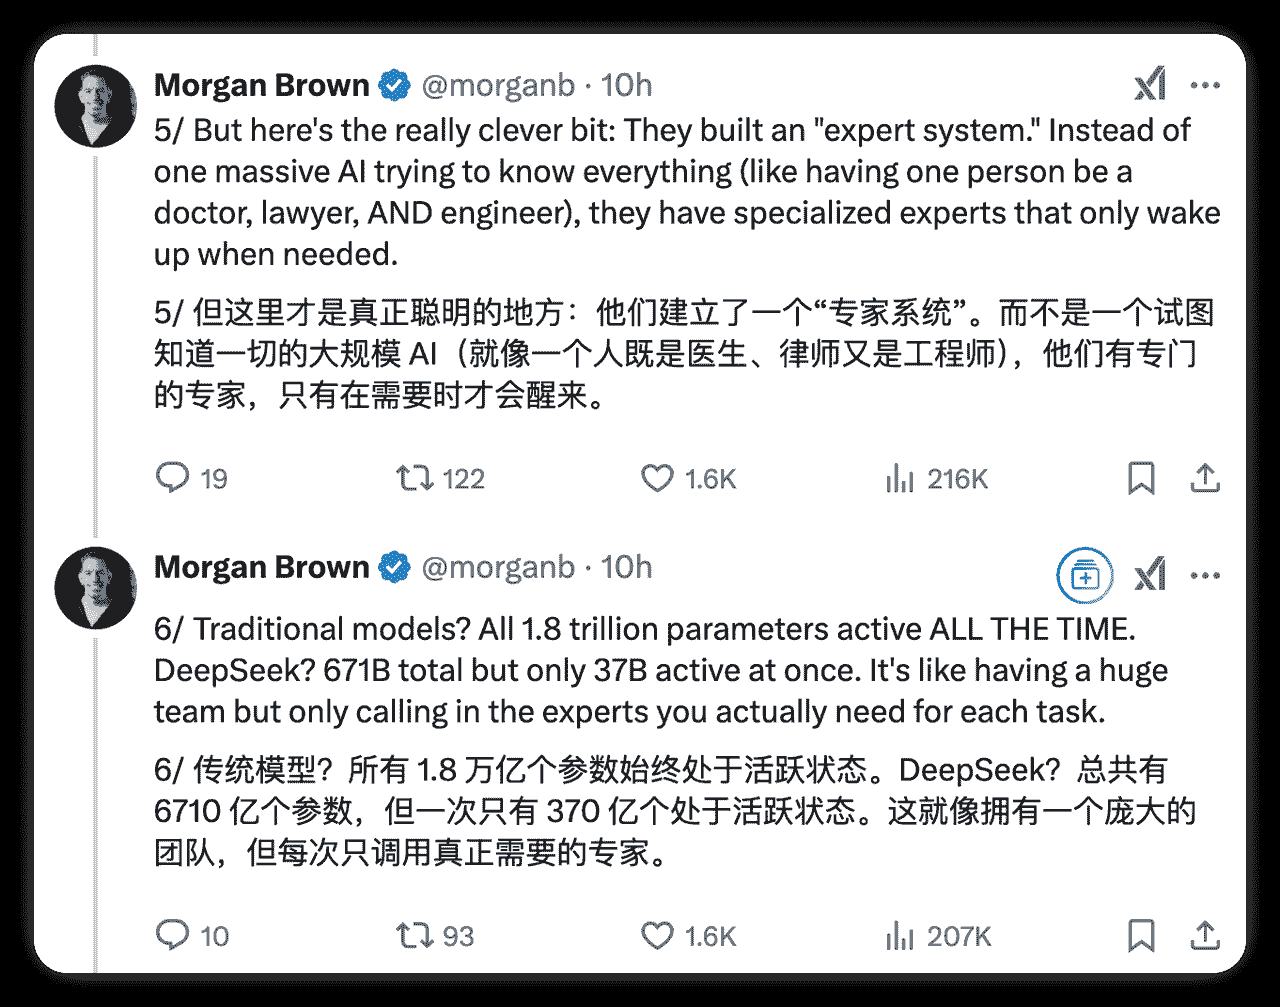 Morgan Brown @morganb · 10h
5/ But here's the really clever bit: They built an "expert system." Instead of
one massive AI trying to know everything (like having one person be a
doctor, lawyer, AND engineer), they have specialized experts that only wake
up when needed.
5/ 但这里才是真正聪明的地方：他们建立了一个“专家系统”。而不是一个试图
知道一切的大规模 AI（就像一个人既是医生、律师又是工程师），他们有专门
的专家，只有在需要时才会醒来。
19 122 1.6K 216K
Morgan Brown @morganb · 10h
6/ Traditional models? All 1.8 trillion parameters active ALL THE TIME.
DeepSeek? 671B total but only 37B active at once. It's like having a huge
team but only calling in the experts you actually need for each task.
6/ 传统模型？所有 1.8 万亿个参数始终处于活跃状态。DeepSeek？总共有
6710 亿个参数，但一次只有 370 亿个处于活跃状态。这就像拥有一个庞大的
团队，但每次只调用真正需要的专家。
10 93 1.6K 207K